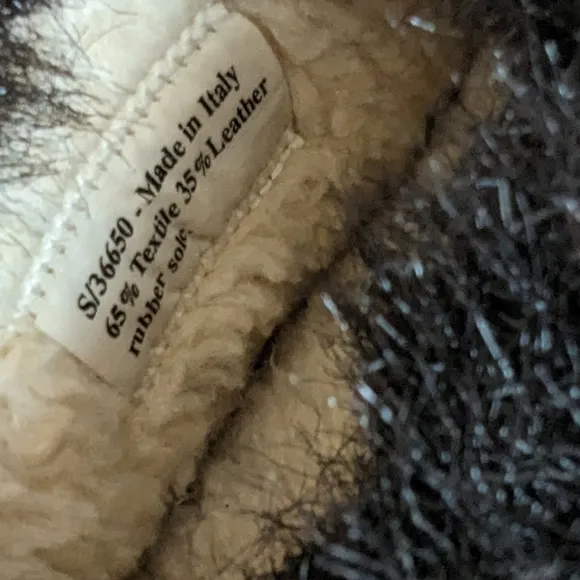 S/36650 - Made in Italy
65% Textile 35%Leather
rubber sole.